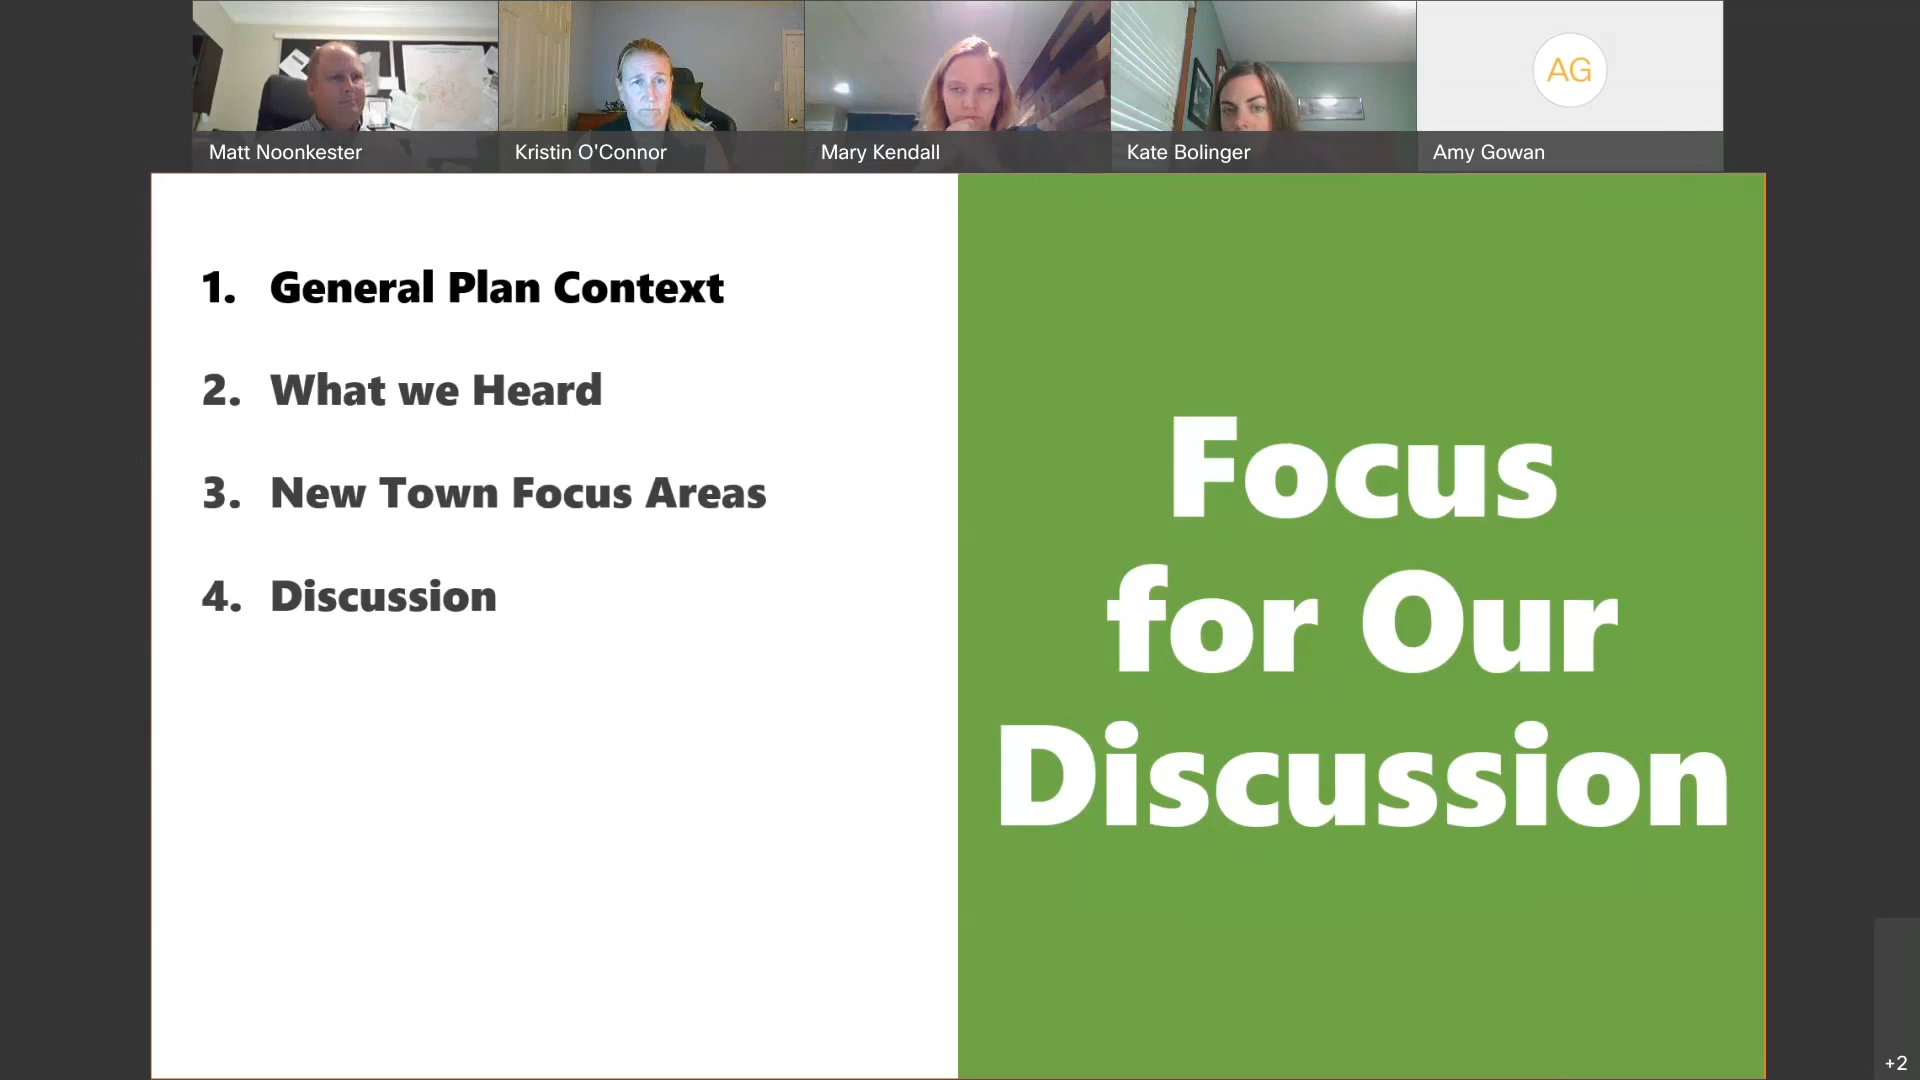 Matt Noonkester
Kristin O'Connor
Mary Kendall
Kate Bolinger
AG
Amy Gowan
1. General Plan Context
2. What we Heard
3. New Town Focus Areas
4. Discussion
Focus
for Our
Discussion
+2